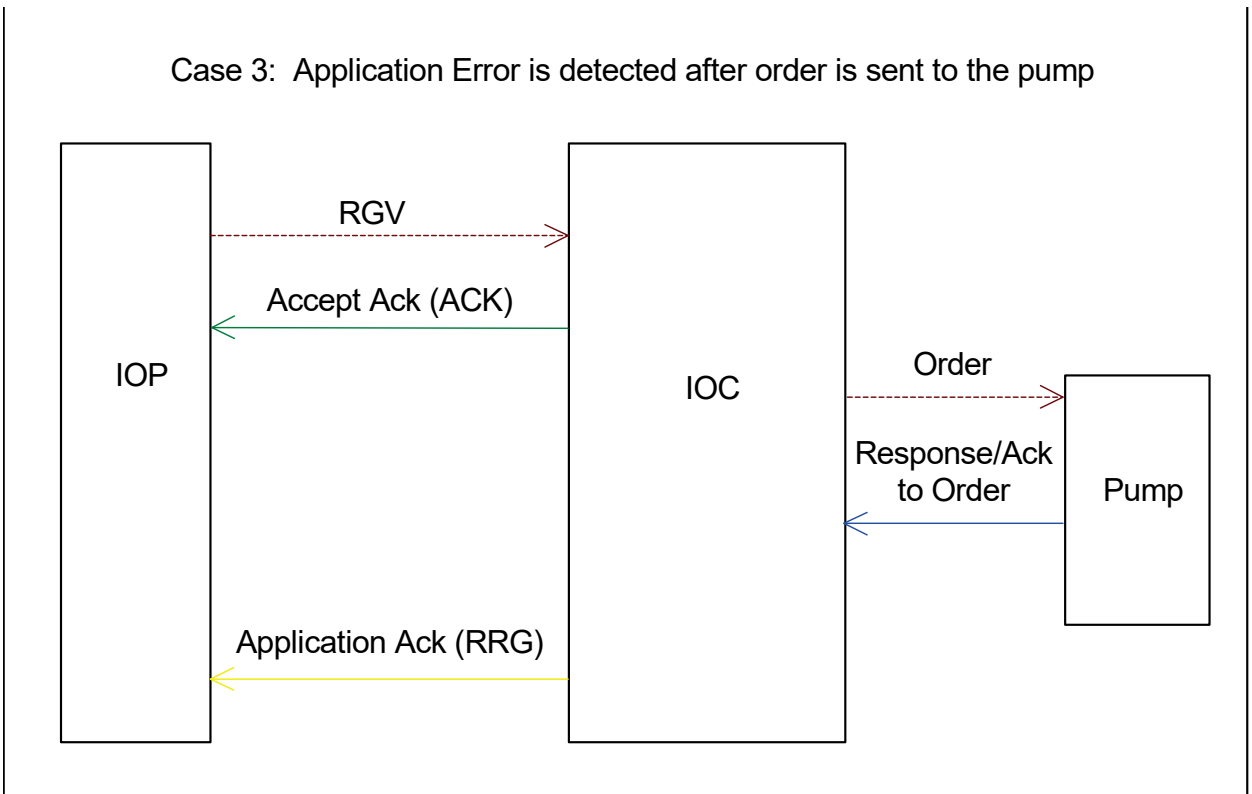 Case 3: Application Error is detected after order is sent to the pump
RGV
Accept Ack (ACK)
IOP
IOC
Order
Response/Ack
to Order
Pump
Application Ack (RRG)